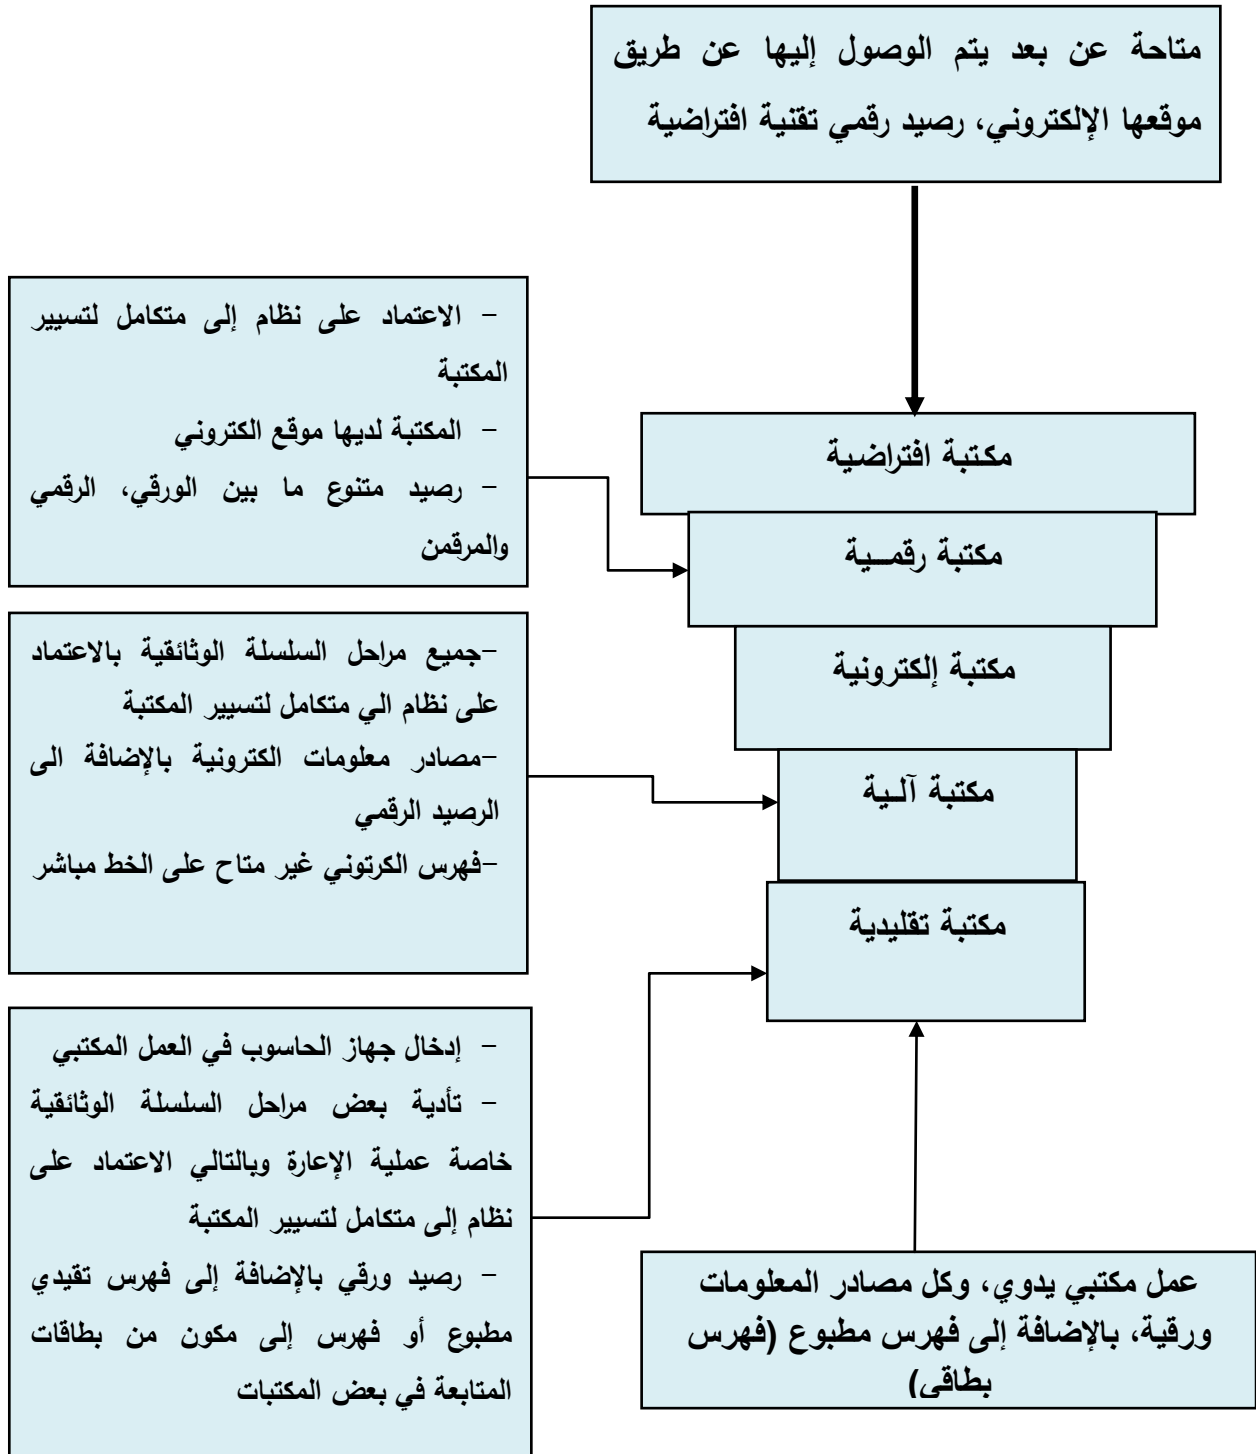 متاحة عن بعد يتم الوصول إليها عن طريق
موقعها الإلكتروني، رصيد رقمي تقنية افتراضية
- الاعتماد على نظام إلى متكامل لتسيير
المكتبة
- المكتبة لديها موقع الكتروني
- رصيد متنوع ما بين الورقي، الرقمي
والمرقمن
مكتبة افتراضية
مكتبة رقمــية
مكتبة إلكترونية
مكتبة آلـية
مكتبة تقليدية
-جميع مراحل السلسلة الوثائقية بالاعتماد
على نظام الي متكامل لتسيير المكتبة
-مصادر معلومات الكترونية بالإضافة الى
الرصيد الرقمي
-فهرس الكرتوني غير متاح على الخط مباشر
- إدخال جهاز الحاسوب في العمل المكتبي
- تأدية بعض مراحل السلسلة الوثائقية
خاصة عملية الإعارة وبالتالي الاعتماد على
نظام إلى متكامل لتسيير المكتبة
- رصيد ورقي بالإضافة إلى فهرس تقيدي
مطبوع أو فهرس إلى مكون من بطاقات
المتابعة في بعض المكتبات
عمل مكتبي يدوي، وكل مصادر المعلومات
ورقية، بالإضافة إلى فهرس مطبوع (فهرس
بطاقي)